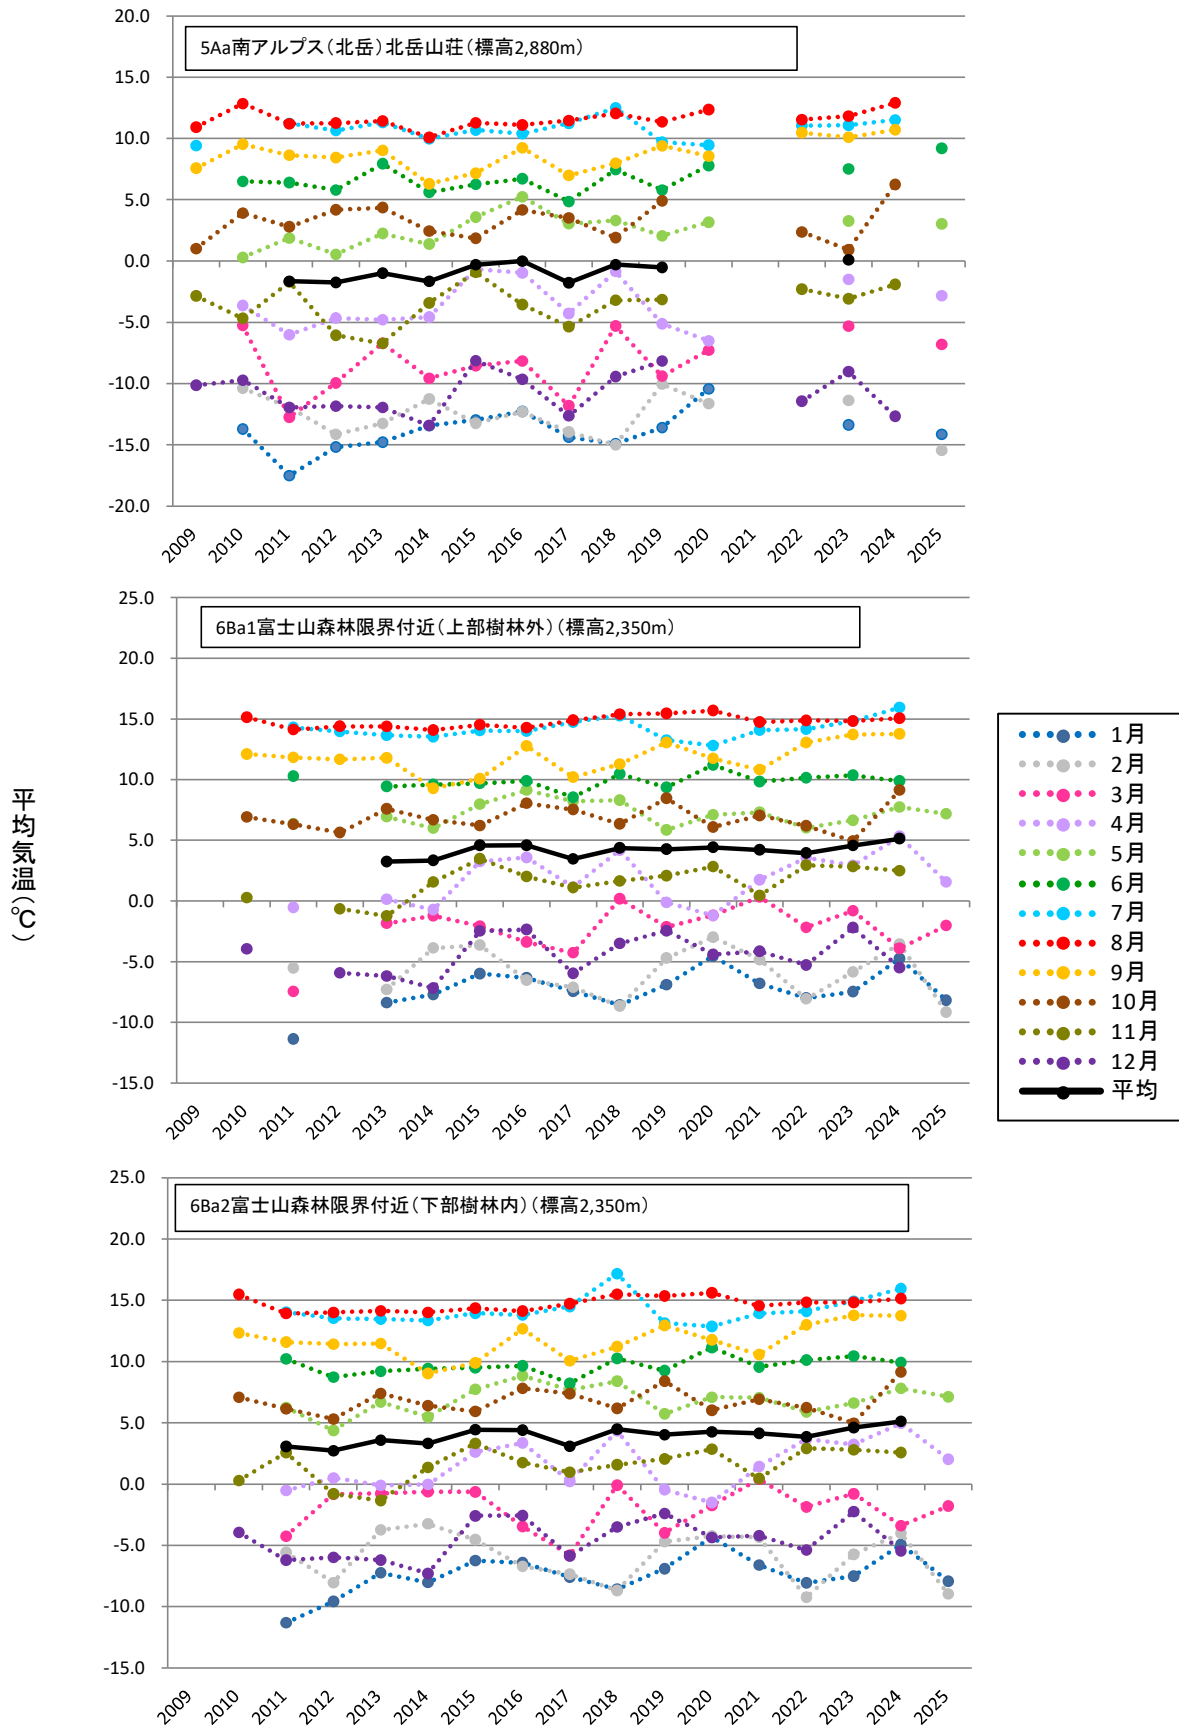 20.0
5Aa南アルプス（北岳）北岳山荘（標高2,880m）
15.0
10.0
5.0
0.0
-5.0
-10.0
-15.0
-20.0
2009 2010 2011 2012 2013 2014 2015 2016 2017 2018 2019 2020 2021 2022 2023 2024 2025
25.0
6Ba1富士山森林限界付近（上部樹林外）（標高2,350m）
20.0
15.0
10.0
5.0
0.0
-5.0
-10.0
-15.0
2009 2010 2011 2012 2013 2014 2015 2016 2017 2018 2019 2020 2021 2022 2023 2024 2025
平均気温（℃）
1月
2月
3月
4月
5月
6月
7月
8月
9月
10月
11月
12月
平均
25.0
6Ba2富士山森林限界付近（下部樹林内）（標高2,350m）
20.0
15.0
10.0
5.0
0.0
-5.0
-10.0
-15.0
2009 2010 2011 2012 2013 2014 2015 2016 2017 2018 2019 2020 2021 2022 2023 2024 2025